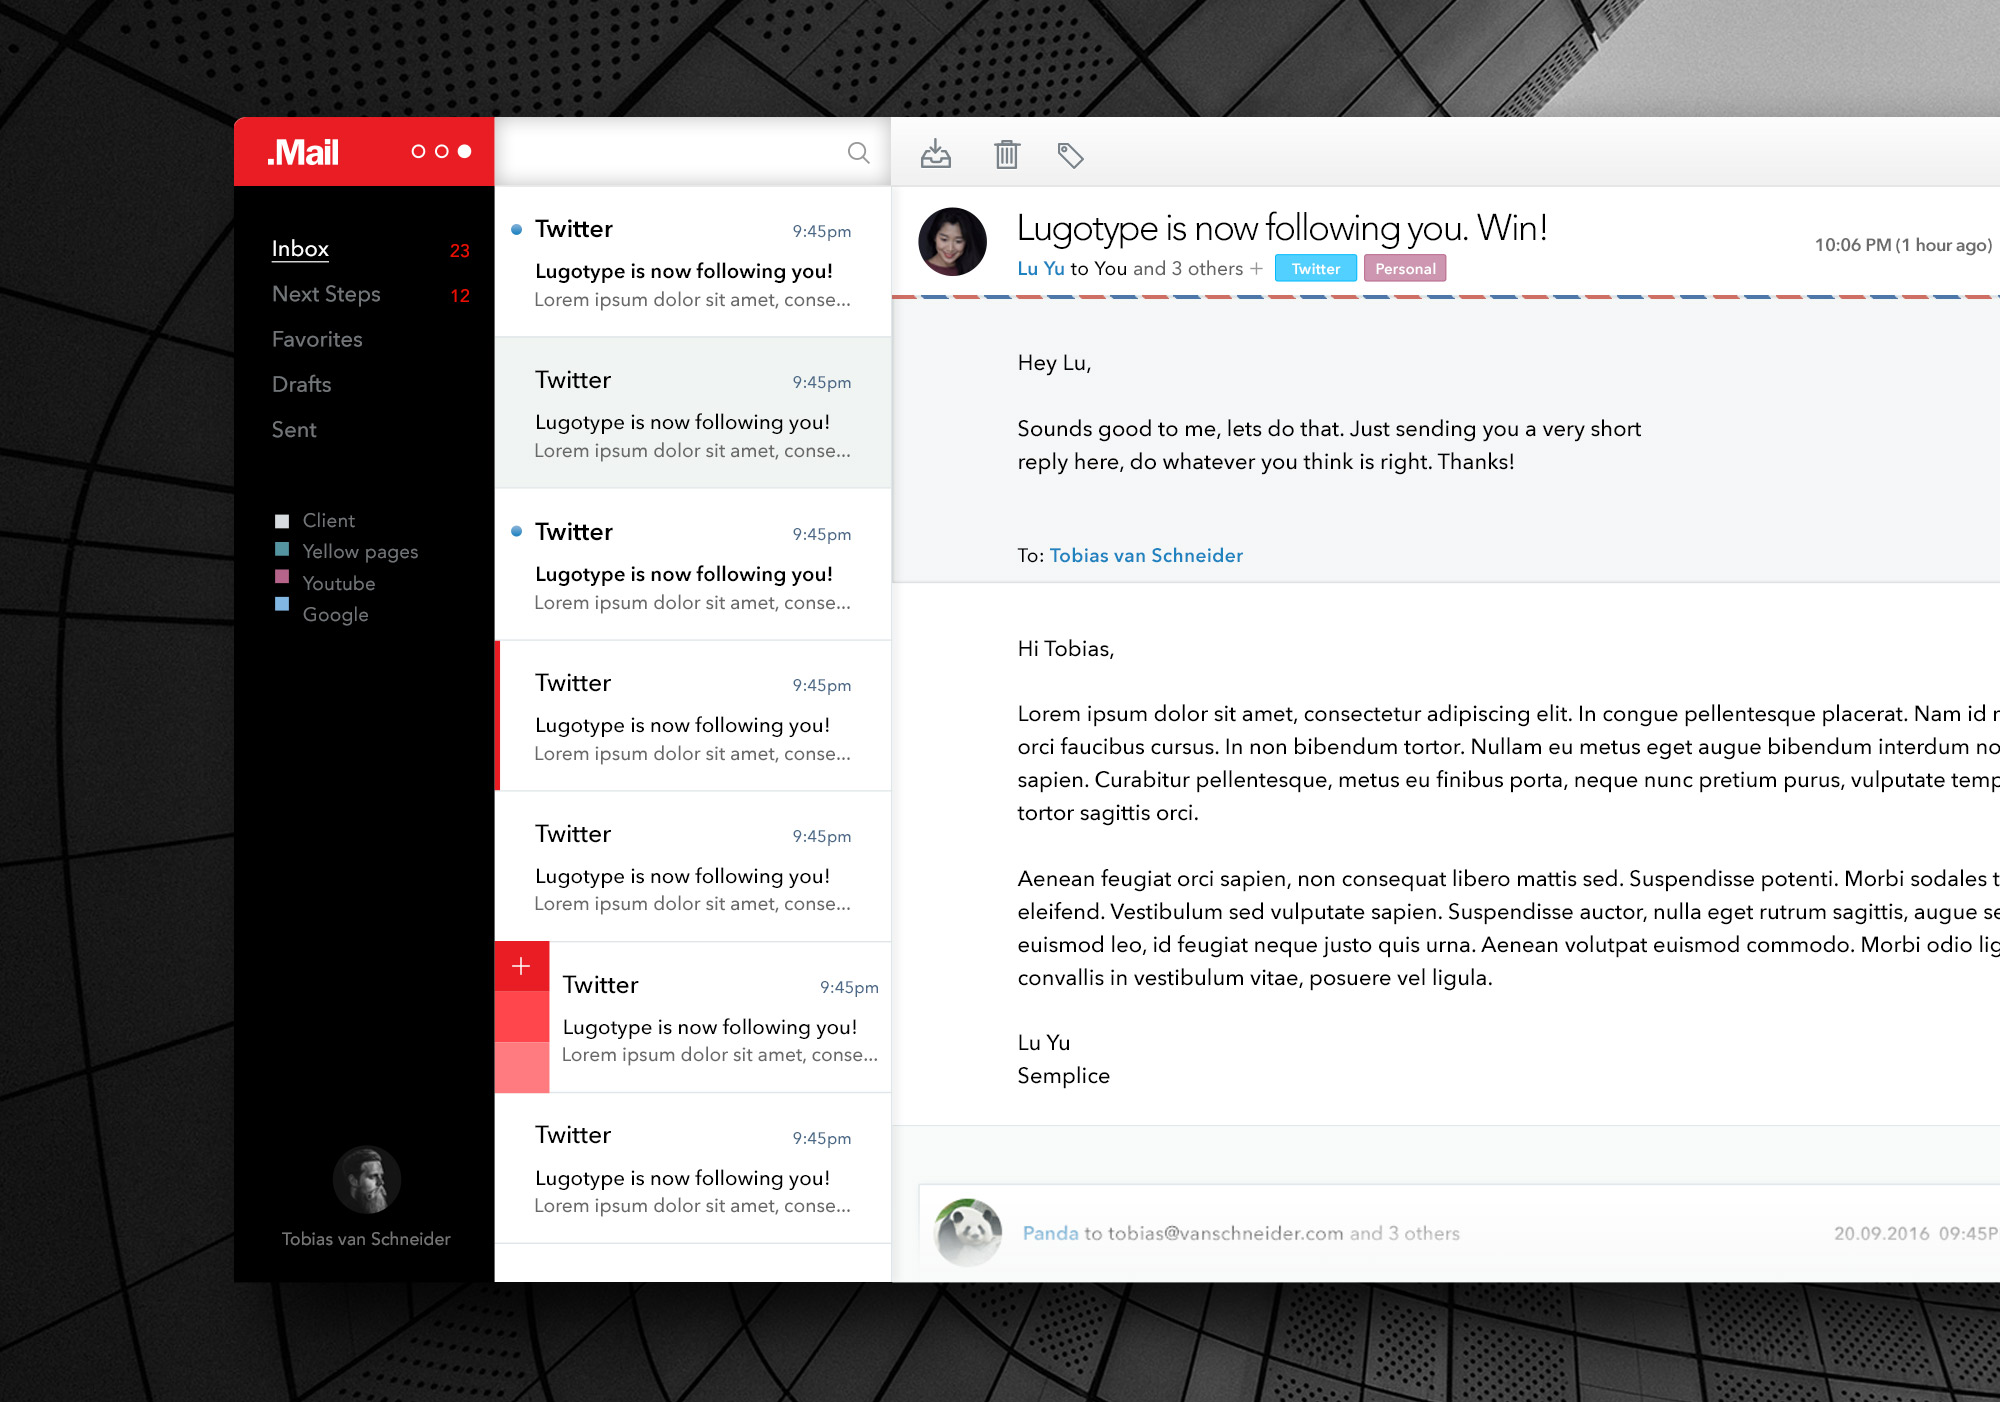 .Mail
Inbox 23
Next Steps 12
Favorites
Drafts
Sent
Client
Yellow pages
Youtube
Google
Tobias van Schneider
Twitter 9:45pm
Lugotype is now following you!
Lorem ipsum dolor sit amet, conse...
Twitter 9:45pm
Lugotype is now following you!
Lorem ipsum dolor sit amet, conse...
Twitter 9:45pm
Lugotype is now following you!
Lorem ipsum dolor sit amet, conse...
Twitter 9:45pm
Lugotype is now following you!
Lorem ipsum dolor sit amet, conse...
Twitter 9:45pm
Lugotype is now following you!
Lorem ipsum dolor sit amet, conse...
Twitter 9:45pm
Lugotype is now following you!
Lorem ipsum dolor sit amet, conse...
Twitter 9:45pm
Lugotype is now following you!
Lorem ipsum dolor sit amet, conse...
Lugotype is now following you. Win!
10:06 PM (1 hour ago)
Lu Yu to You and 3 others + Twitter Personal
Hey Lu,
Sounds good to me, lets do that. Just sending you a very short
reply here, do whatever you think is right. Thanks!
To: Tobias van Schneider
Hi Tobias,
Lorem ipsum dolor sit amet, consectetur adipiscing elit. In congue pellentesque placerat. Nam id
orci faucibus cursus. In non bibendum tortor. Nullam eu metus eget augue bibendum interdum no
sapien. Curabitur pellentesque, metus eu finibus porta, neque nunc pretium purus, vulputate temp
tortor sagittis orci.
Aenean feugiat orci sapien, non consequat libero mattis sed. Suspendisse potenti. Morbi sodales t
eleifend. Vestibulum sed vulputate sapien. Suspendisse auctor, nulla eget rutrum sagittis, augue se
euismod leo, id feugiat neque justo quis urna. Aenean volutpat euismod commodo. Morbi odio lig
convallis in vestibulum vitae, posuere vel ligula.
Lu Yu
Semplice
Panda to tobias@vanschneider.com and 3 others 20.09.2016 09:45P